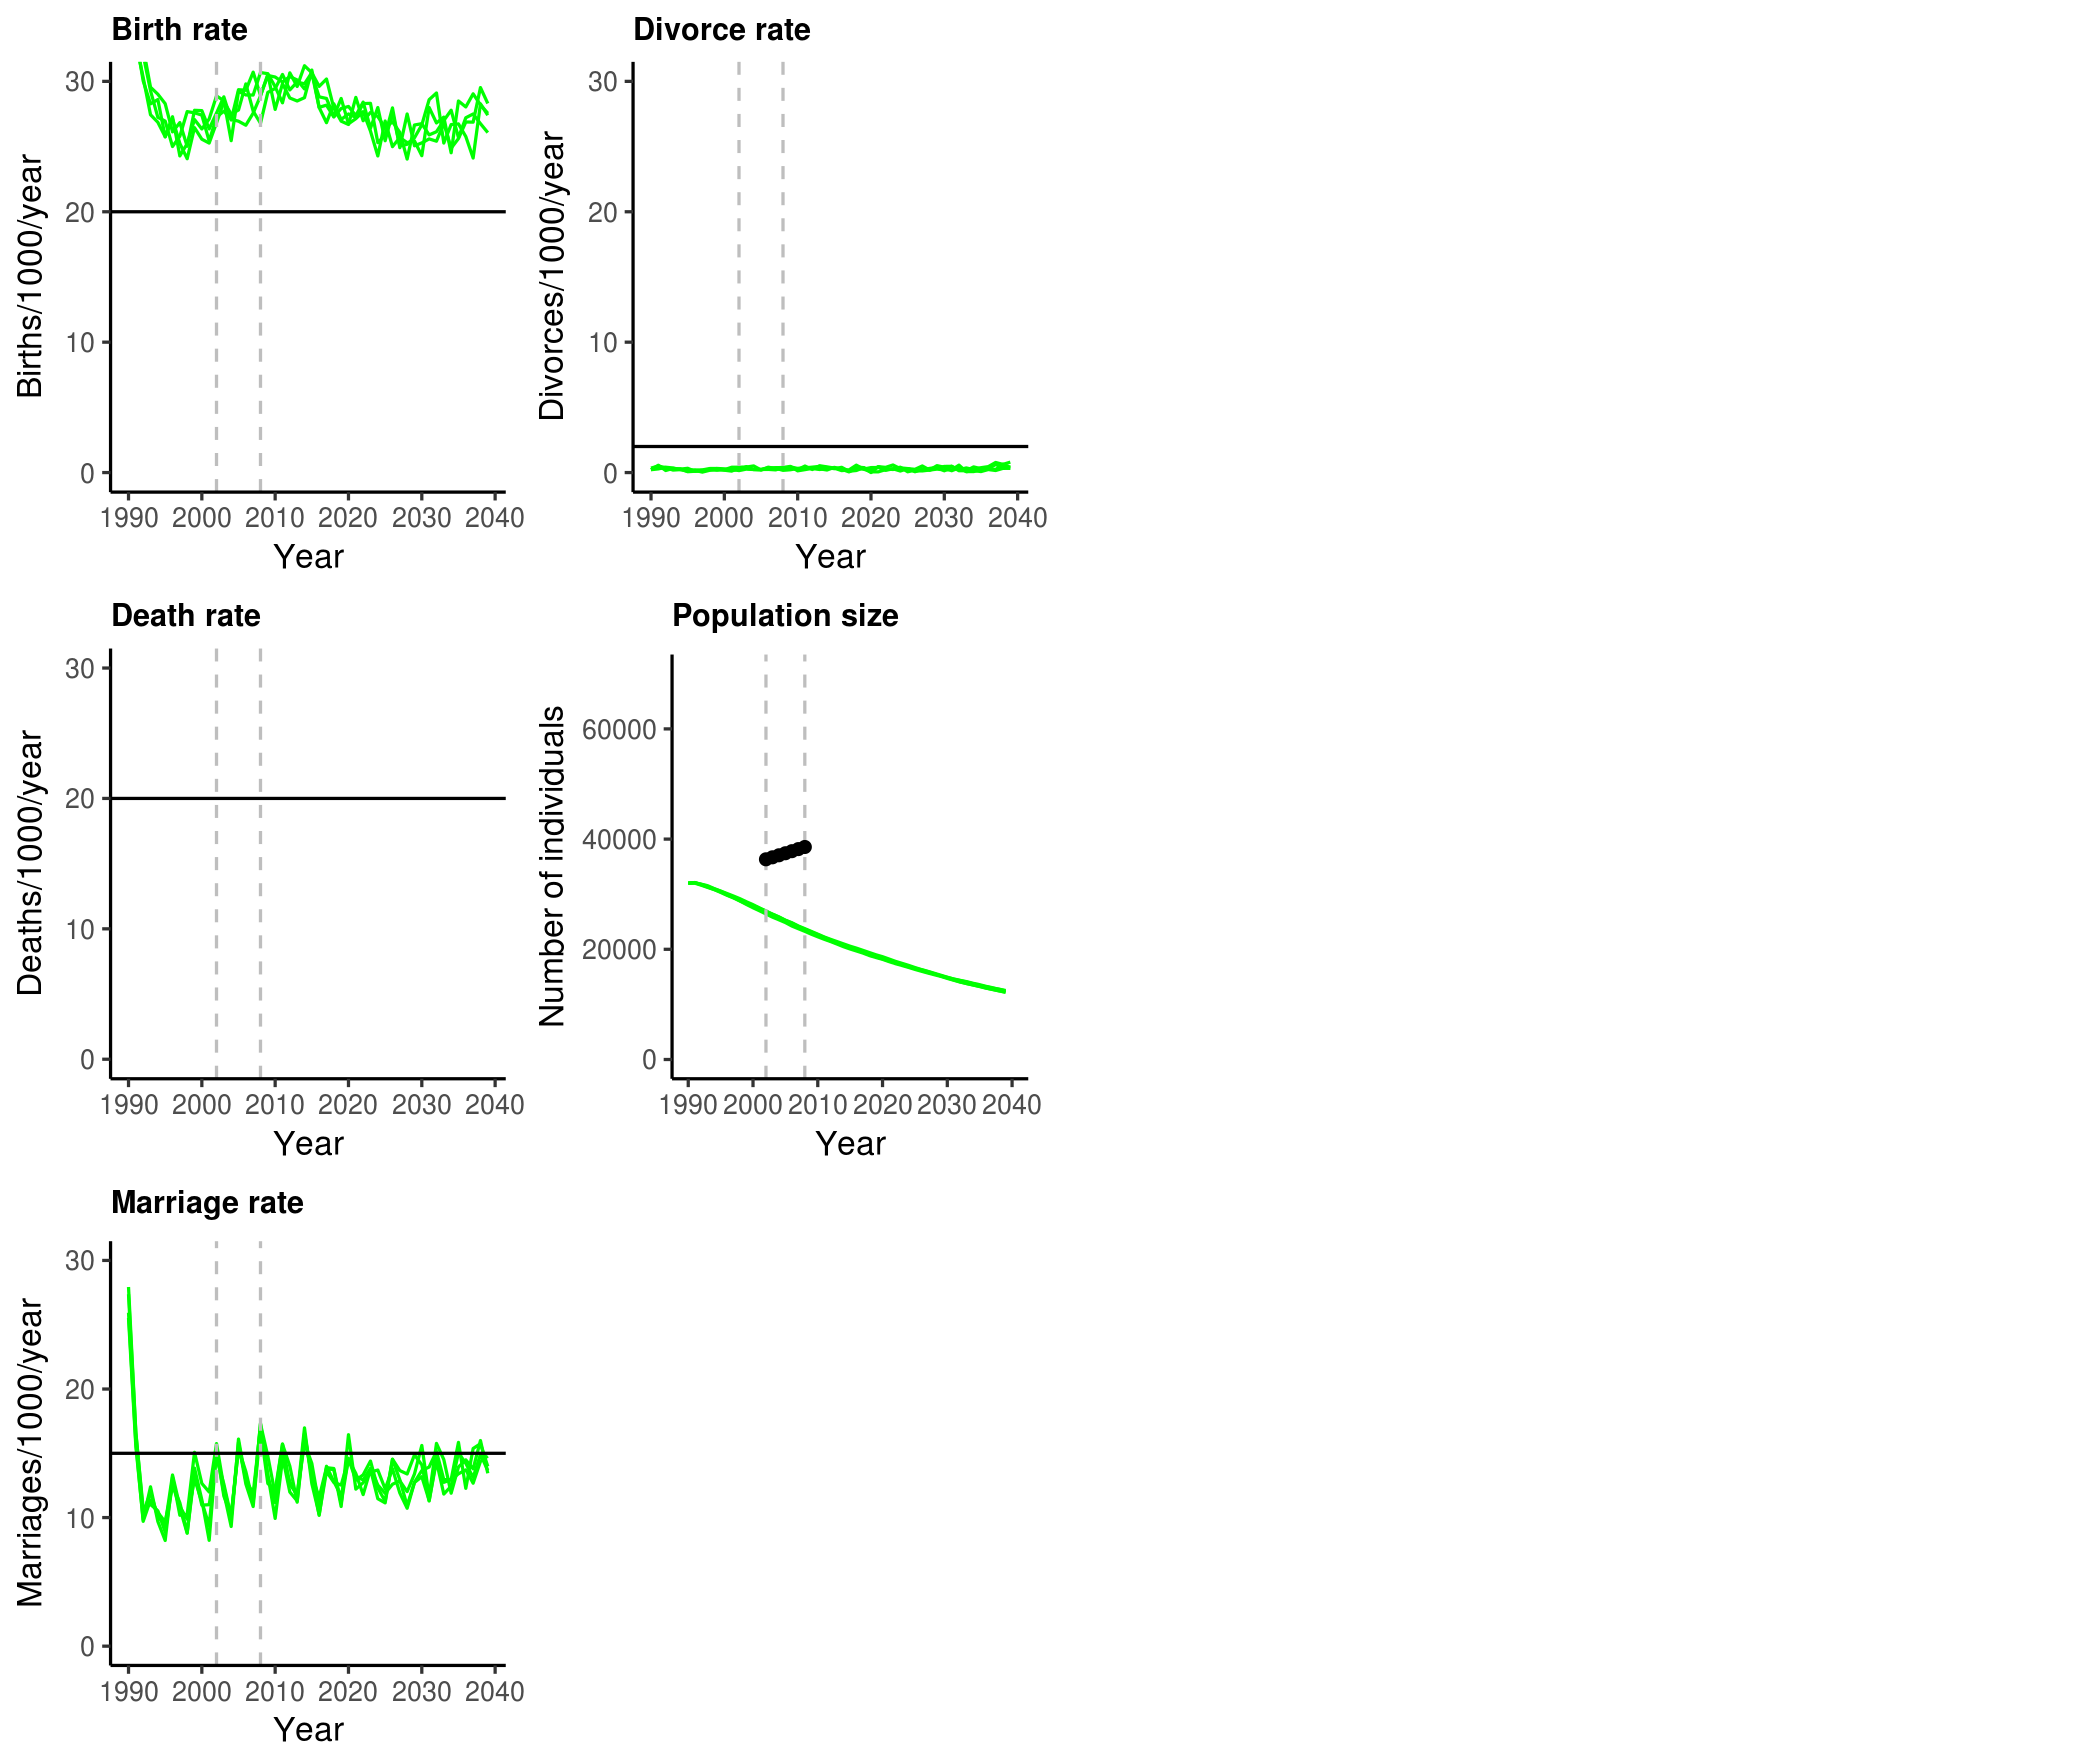 Birth rate
Births/1000/year
30
20
10
0
1990 2000 2010 2020 2030 2040
Year
Divorce rate
Divorces/1000/year
30
20
10
0
1990 2000 2010 2020 2030 2040
Year
Death rate
Deaths/1000/year
30
20
10
0
1990 2000 2010 2020 2030 2040
Year
Population size
Number of individuals
60000
40000
20000
0
1990 2000 2010 2020 2030 2040
Year
Marriage rate
Marriages/1000/year
30
20
10
0
1990 2000 2010 2020 2030 2040
Year